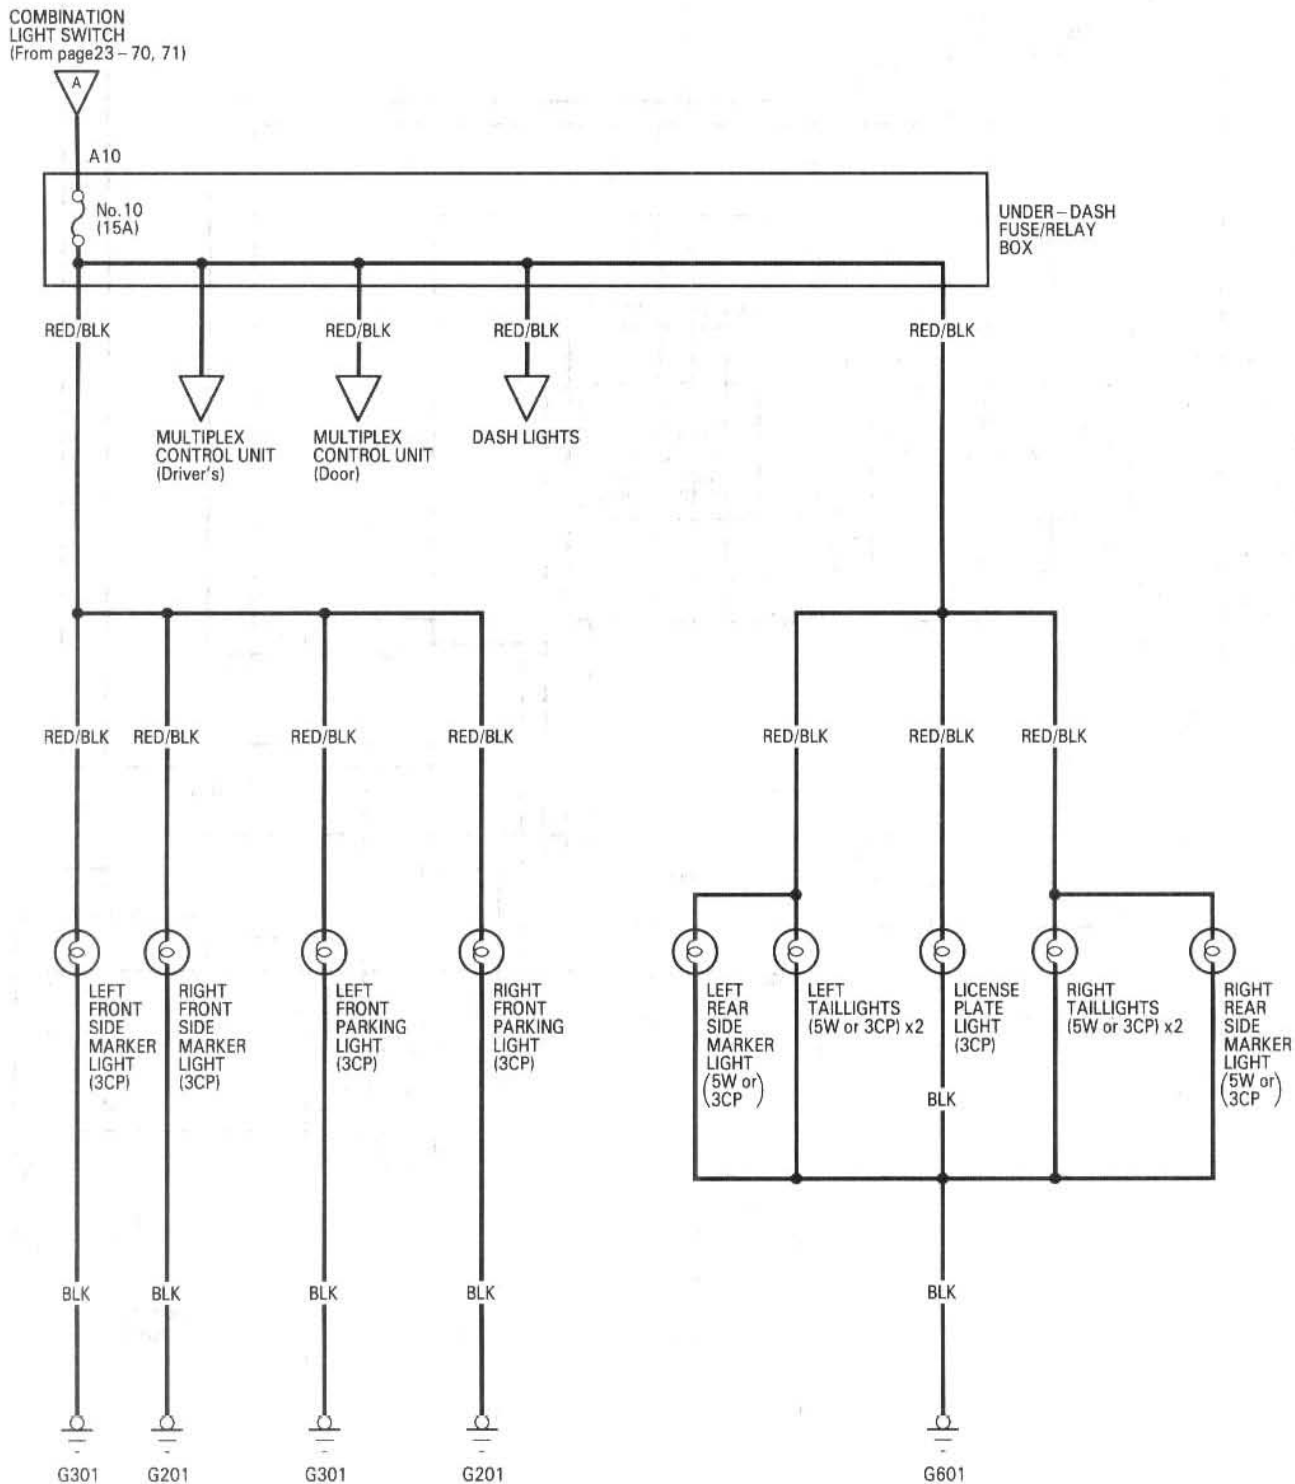 COMBINATION
LIGHT SWITCH
(From page23 – 70, 71)
A
A10
No.10
(15A)
UNDER – DASH
FUSE/RELAY
BOX
RED/BLK
RED/BLK
RED/BLK
RED/BLK
MULTIPLEX
CONTROL UNIT
(Driver's)
MULTIPLEX
CONTROL UNIT
(Door)
DASH LIGHTS
RED/BLK
RED/BLK
RED/BLK
RED/BLK
RED/BLK
RED/BLK
RED/BLK
LEFT
FRONT
SIDE
MARKER
LIGHT
(3CP)
RIGHT
FRONT
SIDE
MARKER
LIGHT
(3CP)
LEFT
FRONT
PARKING
LIGHT
(3CP)
RIGHT
FRONT
PARKING
LIGHT
(3CP)
LEFT
REAR
SIDE
MARKER
LIGHT
(5W or
3CP)
LEFT
TAILLIGHTS
(5W or 3CP) x2
LICENSE
PLATE
LIGHT
(3CP)
RIGHT
TAILLIGHTS
(5W or 3CP) x2
RIGHT
REAR
SIDE
MARKER
LIGHT
(5W or
3CP)
BLK
BLK
BLK
BLK
BLK
BLK
G301
G201
G301
G201
G601